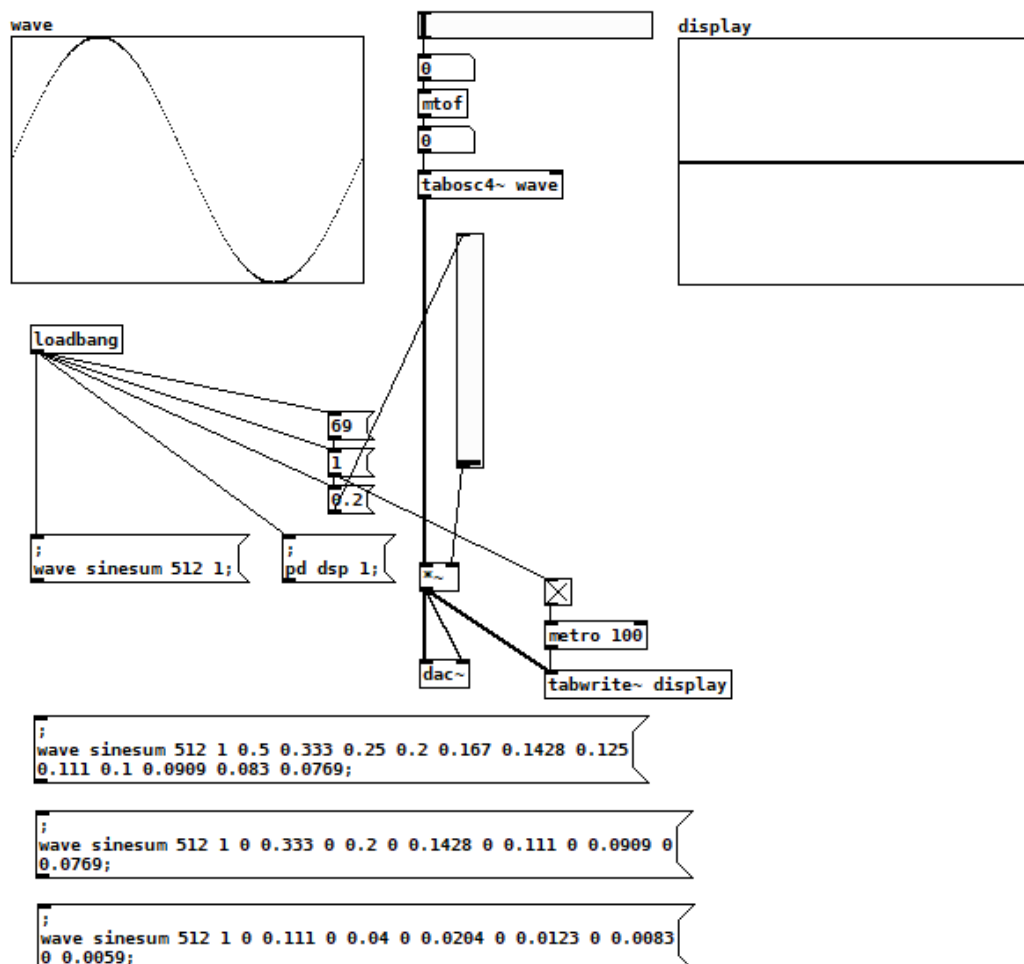 wave
display
0
mtof
0
tabosc4~ wave
loadbang
69
1
0.2
;
wave sinesum 512 1;
;
pd dsp 1;
*~
metro 100
dac~
tabwrite~ display
;
wave sinesum 512 1 0.5 0.333 0.25 0.2 0.167 0.1428 0.125
0.111 0.1 0.0909 0.083 0.0769;
;
wave sinesum 512 1 0 0.333 0 0.2 0 0.1428 0 0.111 0 0.0909 0
0.0769;
;
wave sinesum 512 1 0 0.111 0 0.04 0 0.0204 0 0.0123 0 0.0083
0 0.0059;